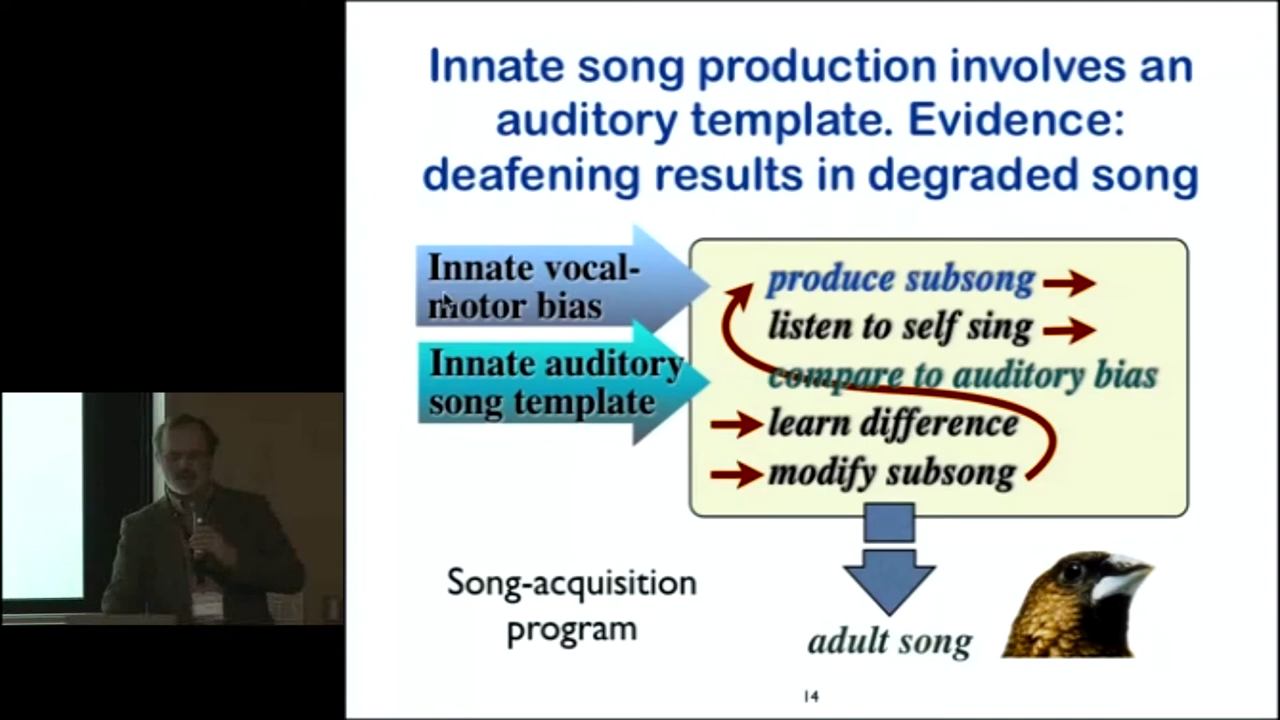 Innate song production involves an
auditory template. Evidence:
deafening results in degraded song
Innate vocal-
motor bias
Innate auditory
song template
produce subsong
listen to self sing
compare to auditory bias
learn difference
modify subsong
Song-acquisition
program
adult song
14